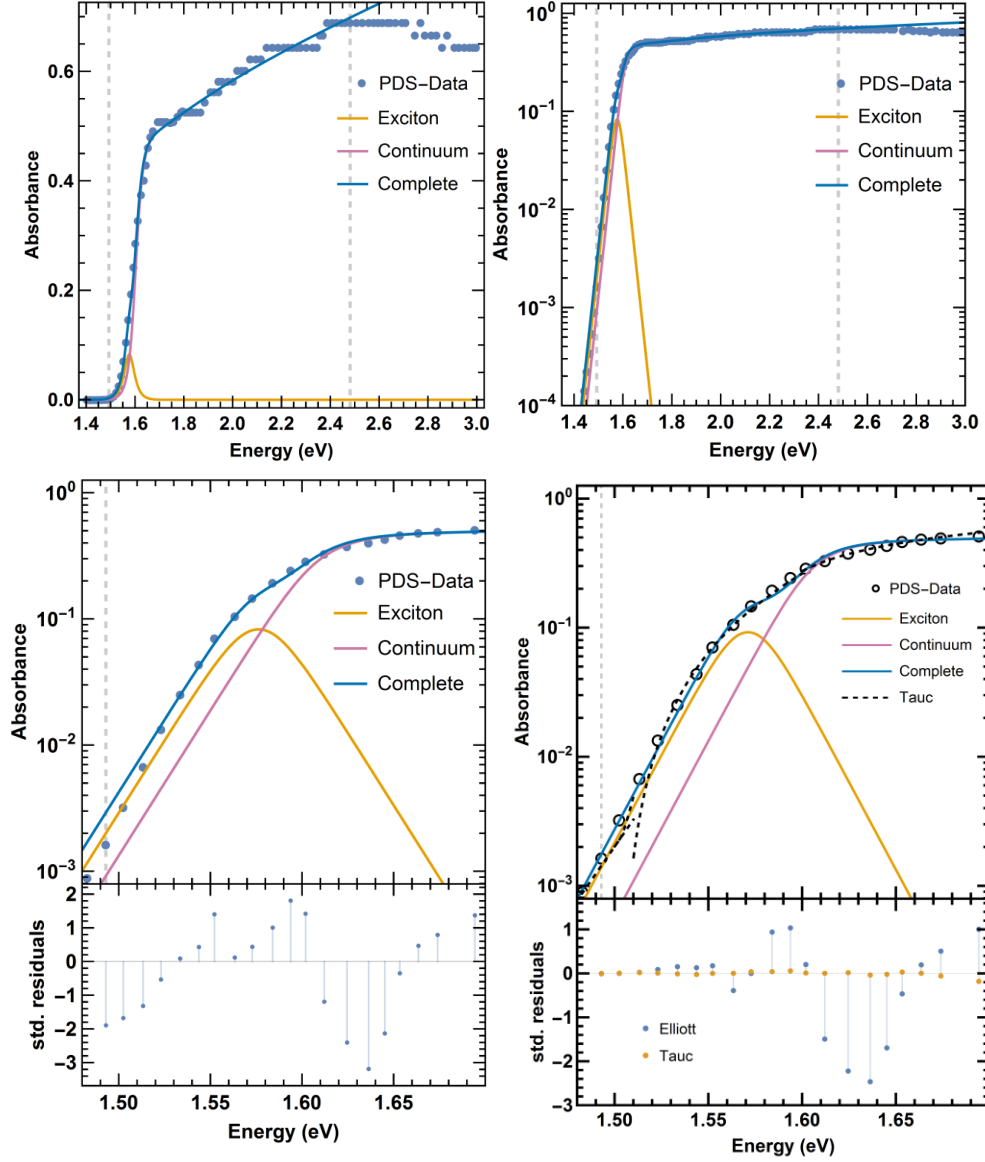 0.6
0.4
0.2
0.0
Absorbance
PDS-Data
Exciton
Continuum
Complete
1.4 1.6 1.8 2.0 2.2 2.4 2.6 2.8 3.0
Energy (eV)
10^0
10^-1
10^-2
10^-3
10^-4
Absorbance
PDS-Data
Exciton
Continuum
Complete
1.4 1.6 1.8 2.0 2.2 2.4 2.6 2.8 3.0
Energy (eV)
10^0
10^-1
10^-2
10^-3
Absorbance
PDS-Data
Exciton
Continuum
Complete
2
1
0
-1
-2
-3
std. residuals
1.50 1.55 1.60 1.65
Energy (eV)
10^0
10^-1
10^-2
10^-3
Absorbance
PDS-Data
Exciton
Continuum
Complete
Tauc
1
0
-1
-2
-3
std. residuals
Elliott
Tauc
1.50 1.55 1.60 1.65
Energy (eV)